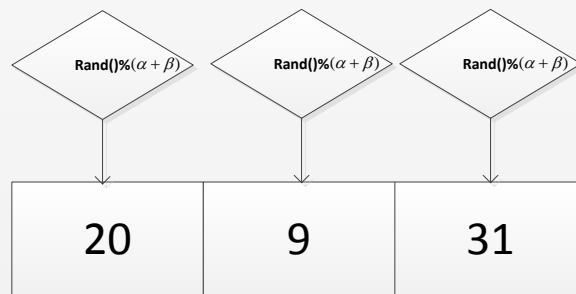 Rand()%(α + β) Rand()%(α + β) Rand()%(α + β)
20 9 31